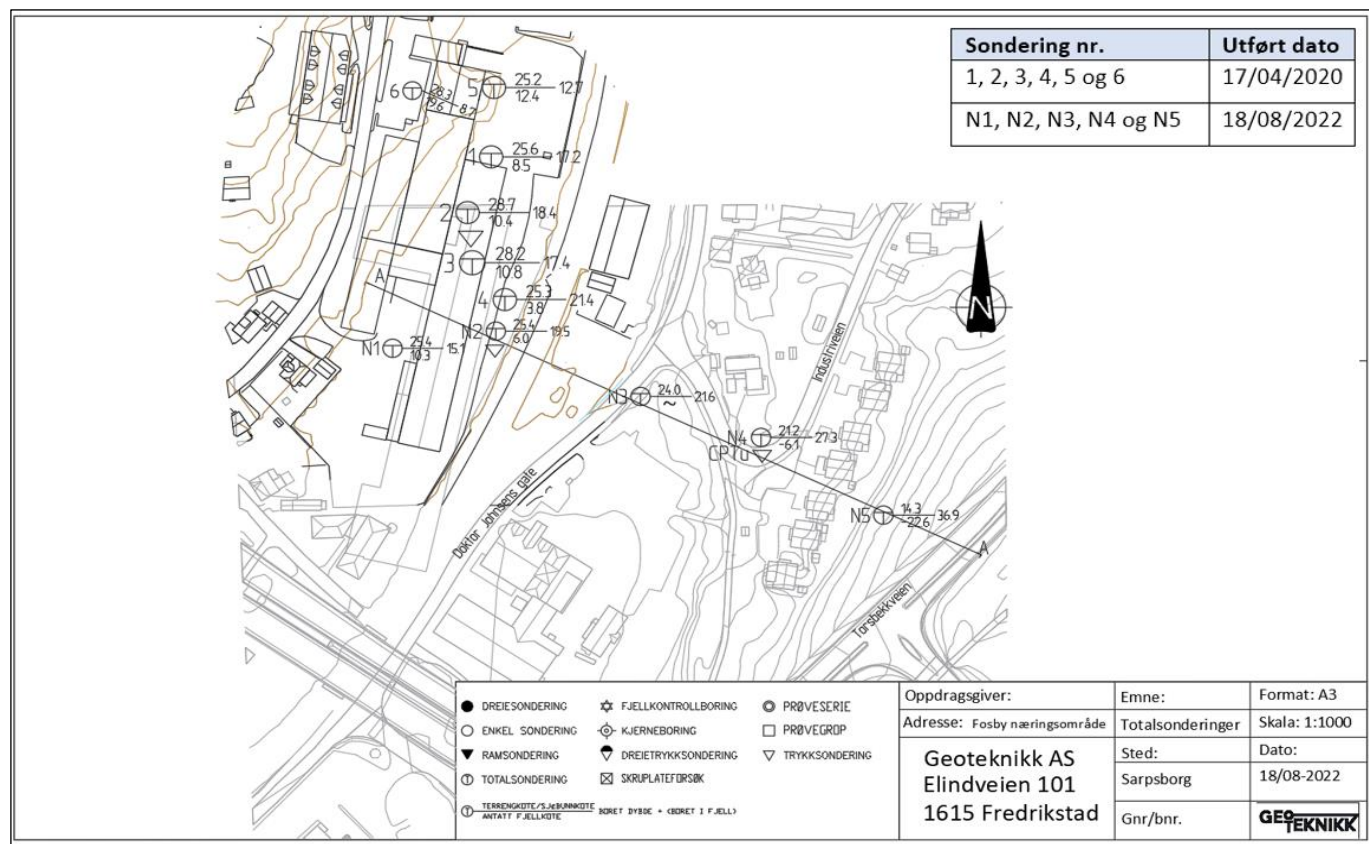 Sondering nr. Utført dato
1, 2, 3, 4, 5 og 6 17/04/2020
N1, N2, N3, N4 og N5 18/08/2022
6 28.3 19.6 8.7
5 25.2 12.4 12.7
1 25.6 8.5 17.2
2 28.7 10.4 18.4
3 28.2 10.8 17.4
A
4 25.3 3.8 21.4
N2 25.4 6.0 19.5
N1 25.4 10.3 15.1
N
Industriveien
N3 24.0 ~ 21.6
N4 21.2 -6.1 27.3
CPTu
Doktor Johnsens gate
N5 14.3 -22.6 36.9
A
Torsbekkveien
DREIESONDERING
FJELLKONTROLLBORING
PRØVESERIE
ENKEL SONDERING
KJERNEBORING
PRØVEGROP
RAMSONDERING
DREIETRYKKSONDERING
TRYKKSONDERING
TOTALSONDERING
SKRUPLATEFORSØK
TERRENGKOTE/SJØBUNNKOTE
ANTATT FJELLKOTE
BORET DYBDE + (BORET I FJELL)
Oppdragsgiver: Emne: Format: A3
Adresse: Fosby næringsområde Totalsonderinger Skala: 1:1000
Geoteknikk AS
Elindveien 101
1615 Fredrikstad
Sted: Dato:
Sarpsborg 18/08-2022
Gnr/bnr. GEOTEKNIKK